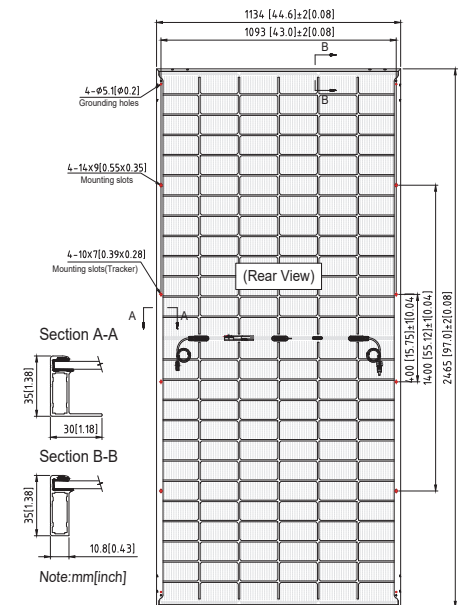 1134 [44.6]±2[0.08]
1093 [43.0]±2[0.08]
B
B
4-Φ5.1[Φ0.2]
Grounding holes
4-14x9[0.55x0.35]
Mounting slots
4-10x7[0.39x0.28]
Mounting slots(Tracker)
(Rear View)
A
A
400 [15.75]±1[0.04
1400 [55.12]±1[0.04]
2465 [97.0]±2[0.08]
Section A-A
35[1.38]
30[1.18]
Section B-B
35[1.38]
10.8[0.43]
Note:mm[inch]